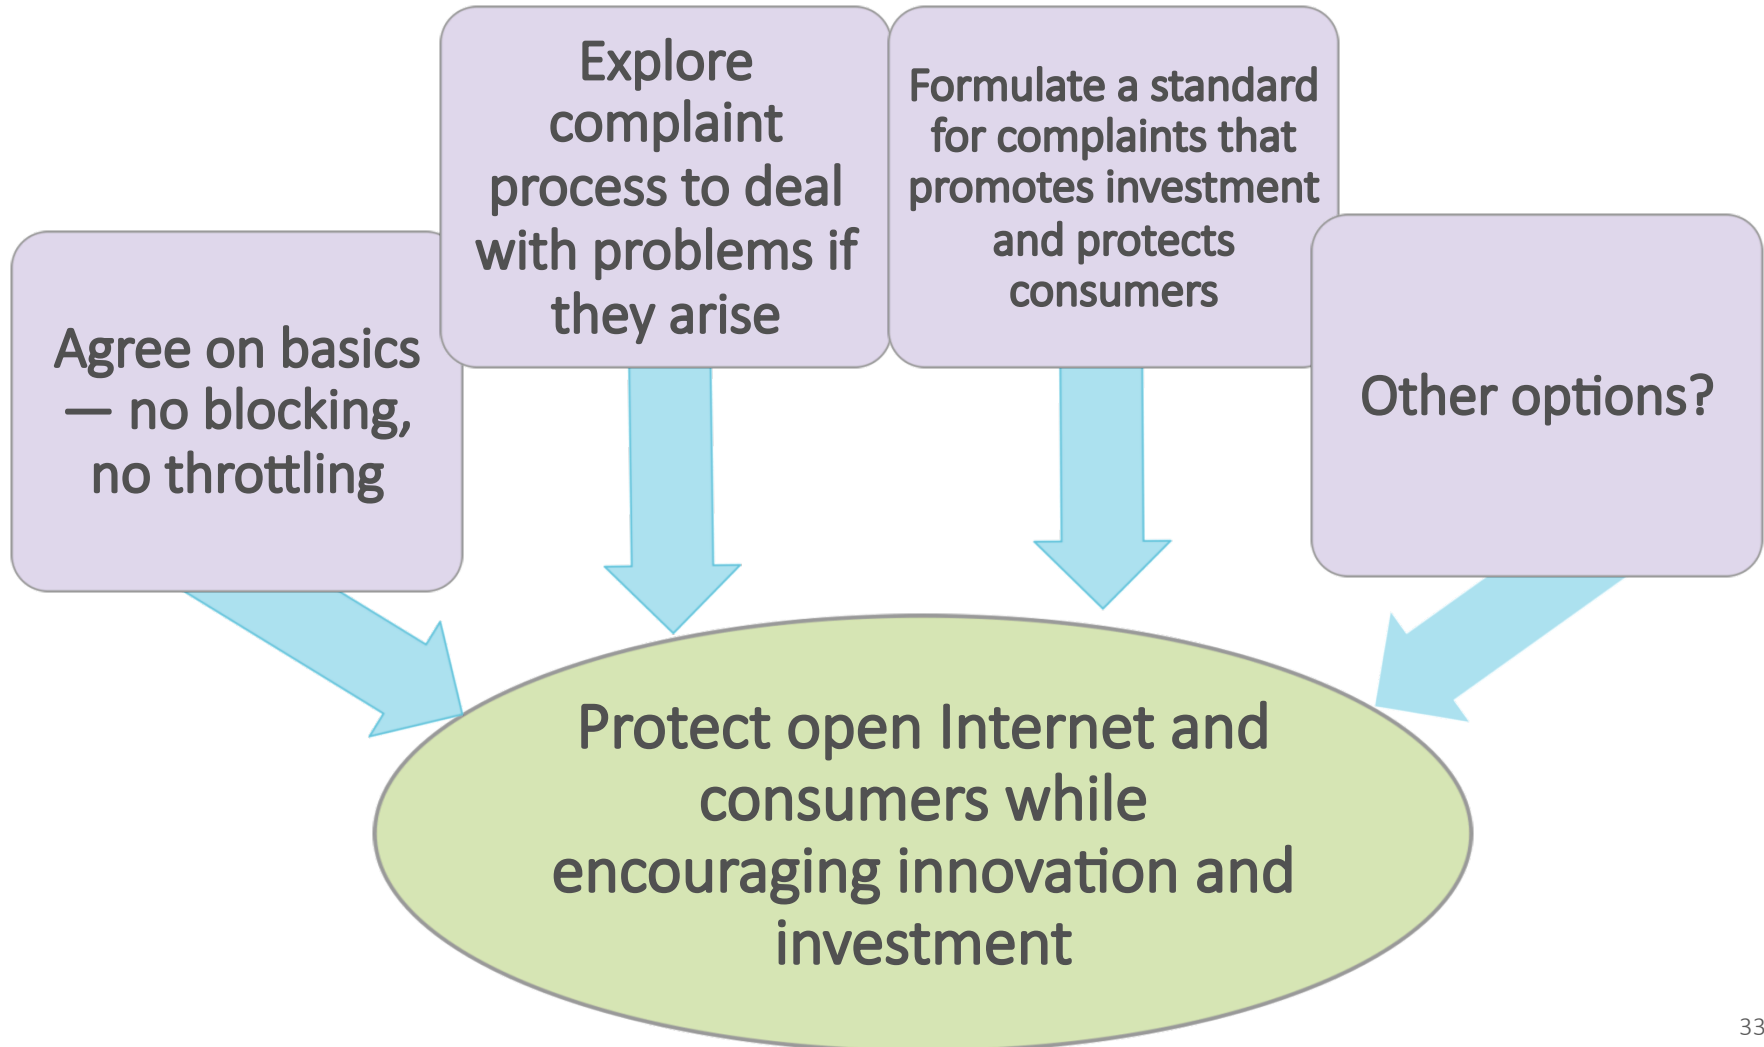 Agree on basics
— no blocking,
no throttling
Explore
complaint
process to deal
with problems if
they arise
Formulate a standard
for complaints that
promotes investment
and protects
consumers
Other options?
Protect open Internet and
consumers while
encouraging innovation and
investment
33